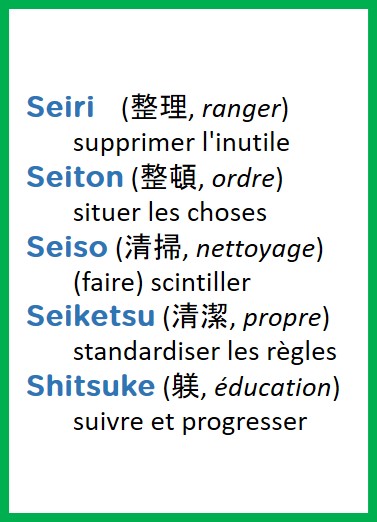 Seiri (整理, ranger)
supprimer l'inutile
Seiton (整頓, ordre)
situer les choses
Seiso (清掃, nettoyage)
(faire) scintiller
Seiketsu (清潔, propre)
standardiser les règles
Shitsuke (躾, éducation)
suivre et progresser